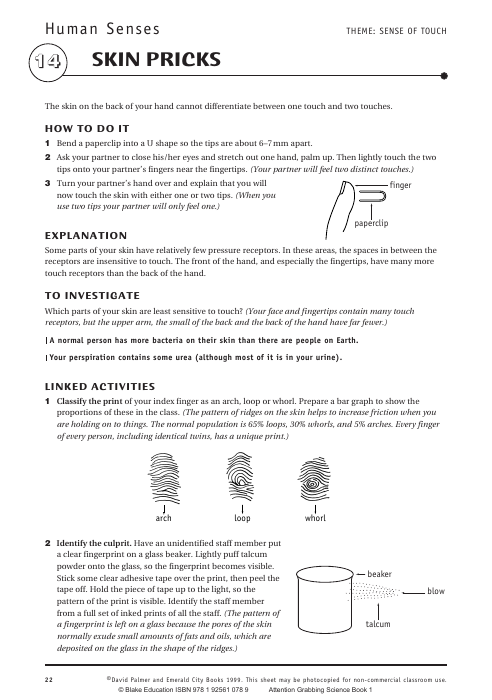 Human Senses
THEME: SENSE OF TOUCH
14
SKIN PRICKS
The skin on the back of your hand cannot differentiate between one touch and two touches.
HOW TO DO IT
1 Bend a paperclip into a U shape so the tips are about 6–7 mm apart.
2 Ask your partner to close his/her eyes and stretch out one hand, palm up. Then lightly touch the two
tips onto your partner's fingers near the fingertips. (Your partner will feel two distinct touches.)
3 Turn your partner's hand over and explain that you will
now touch the skin with either one or two tips. (When you
use two tips your partner will only feel one.)
finger
paperclip
EXPLANATION
Some parts of your skin have relatively few pressure receptors. In these areas, the spaces in between the
receptors are insensitive to touch. The front of the hand, and especially the fingertips, have many more
touch receptors than the back of the hand.
TO INVESTIGATE
Which parts of your skin are least sensitive to touch? (Your face and fingertips contain many touch
receptors, but the upper arm, the small of the back and the back of the hand have far fewer.)
A normal person has more bacteria on their skin than there are people on Earth.
Your perspiration contains some urea (although most of it is in your urine).
LINKED ACTIVITIES
1 Classify the print of your index finger as an arch, loop or whorl. Prepare a bar graph to show the
proportions of these in the class. (The pattern of ridges on the skin helps to increase friction when you
are holding on to things. The normal population is 65% loops, 30% whorls, and 5% arches. Every finger
of every person, including identical twins, has a unique print.)
arch
loop
whorl
2 Identify the culprit. Have an unidentified staff member put
a clear fingerprint on a glass beaker. Lightly puff talcum
powder onto the glass, so the fingerprint becomes visible.
Stick some clear adhesive tape over the print, then peel the
tape off. Hold the piece of tape up to the light, so the
pattern of the print is visible. Identify the staff member
from a full set of inked prints of all the staff. (The pattern of
a fingerprint is left on a glass because the pores of the skin
normally exude small amounts of fats and oils, which are
deposited on the glass in the shape of the ridges.)
beaker
blow
talcum
22
©David Palmer and Emerald City Books 1999. This sheet may be photocopied for non-commercial classroom use.
© Blake Education ISBN 978 1 92561 078 9 Attention Grabbing Science Book 1